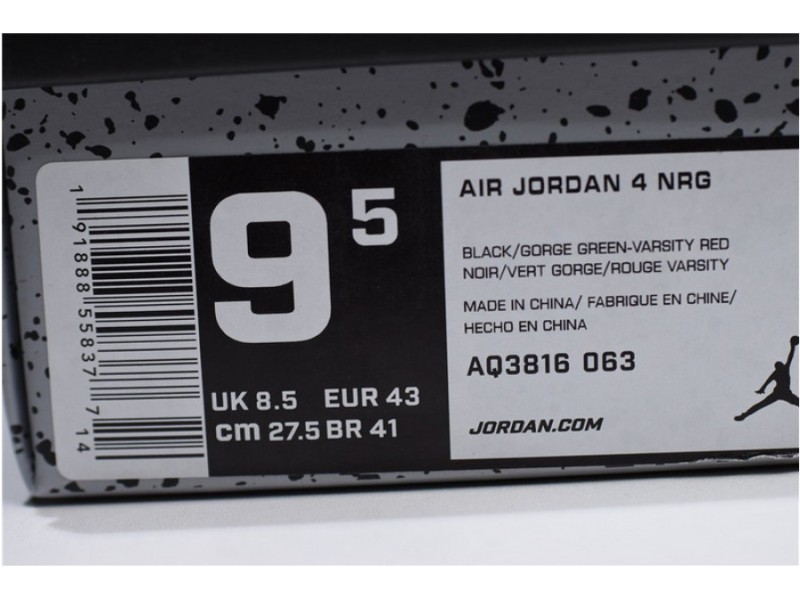 1 91888 55837 7 14
9 5
UK 8.5 EUR 43
cm 27.5 BR 41
AIR JORDAN 4 NRG
BLACK/GORGE GREEN-VARSITY RED
NOIR/VERT GORGE/ROUGE VARSITY
MADE IN CHINA/ FABRIQUE EN CHINE/
HECHO EN CHINA
AQ3816 063
JORDAN.COM